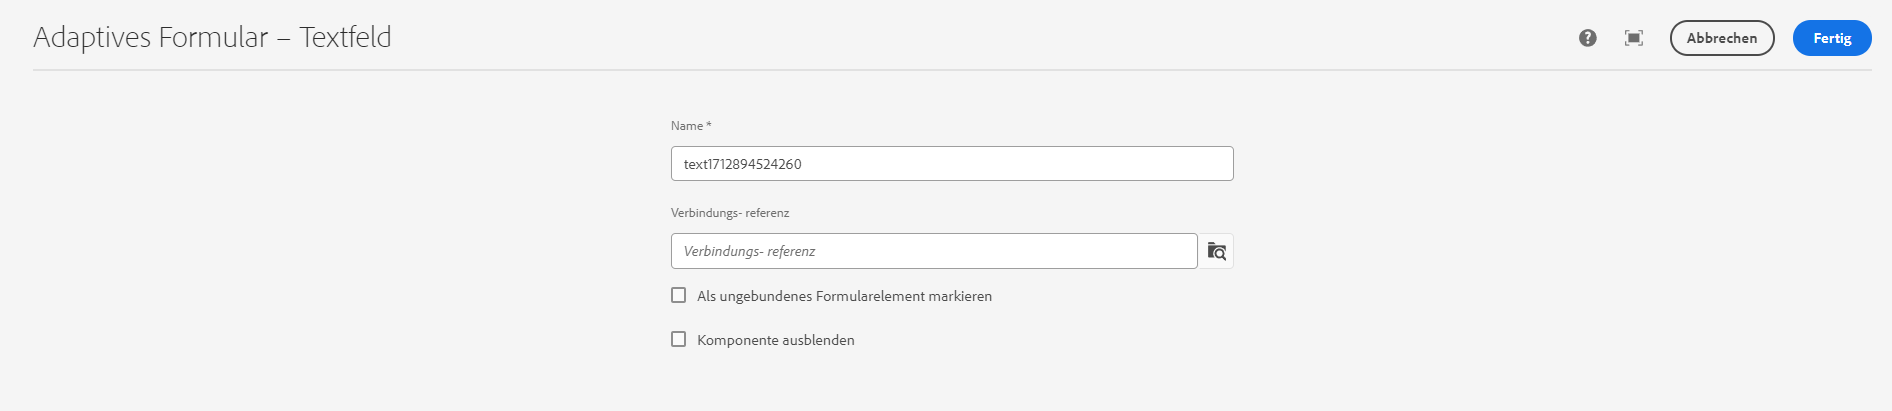 Adaptives Formular – Textfeld
Abbrechen
Fertig
Name *
text1712894524260
Verbindungs- referenz
Verbindungs- referenz
Als ungebundenes Formularelement markieren
Komponente ausblenden